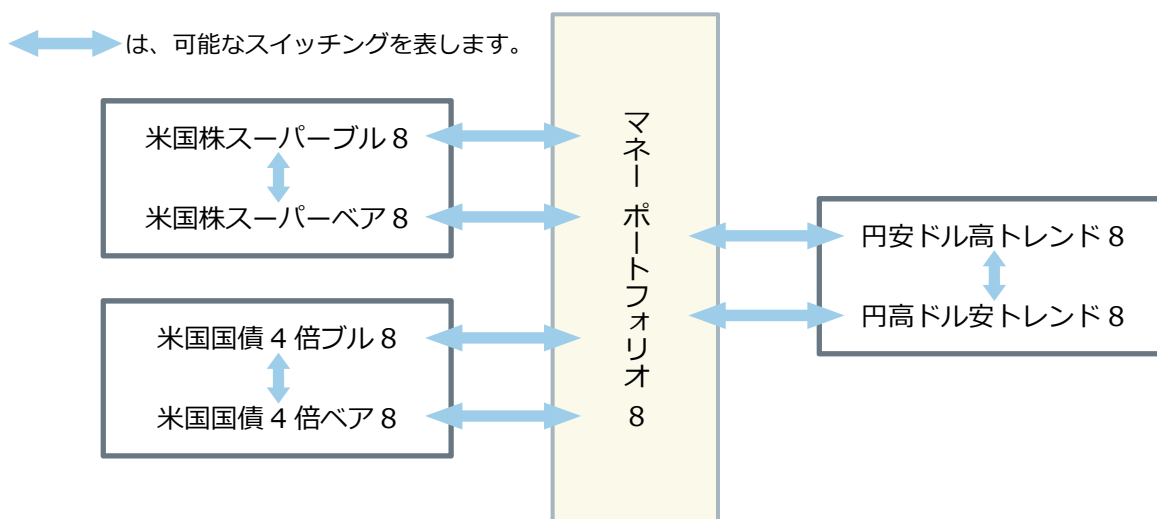 は、可能なスイッチングを表します。
米国株スーパーブル 8
米国株スーパーベア 8
米国国債 4 倍ブル 8
米国国債 4 倍ベア 8
マネー ポートフォリオ 8
円安ドル高トレンド 8
円高ドル安トレンド 8